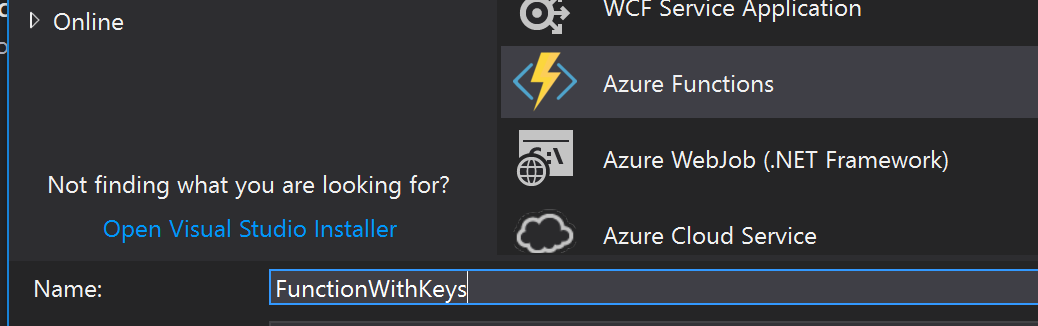 WCF Service Application
Online
Azure Functions
Azure WebJob (.NET Framework)
Not finding what you are looking for?
Open Visual Studio Installer
Azure Cloud Service
Name:
FunctionWithKeys